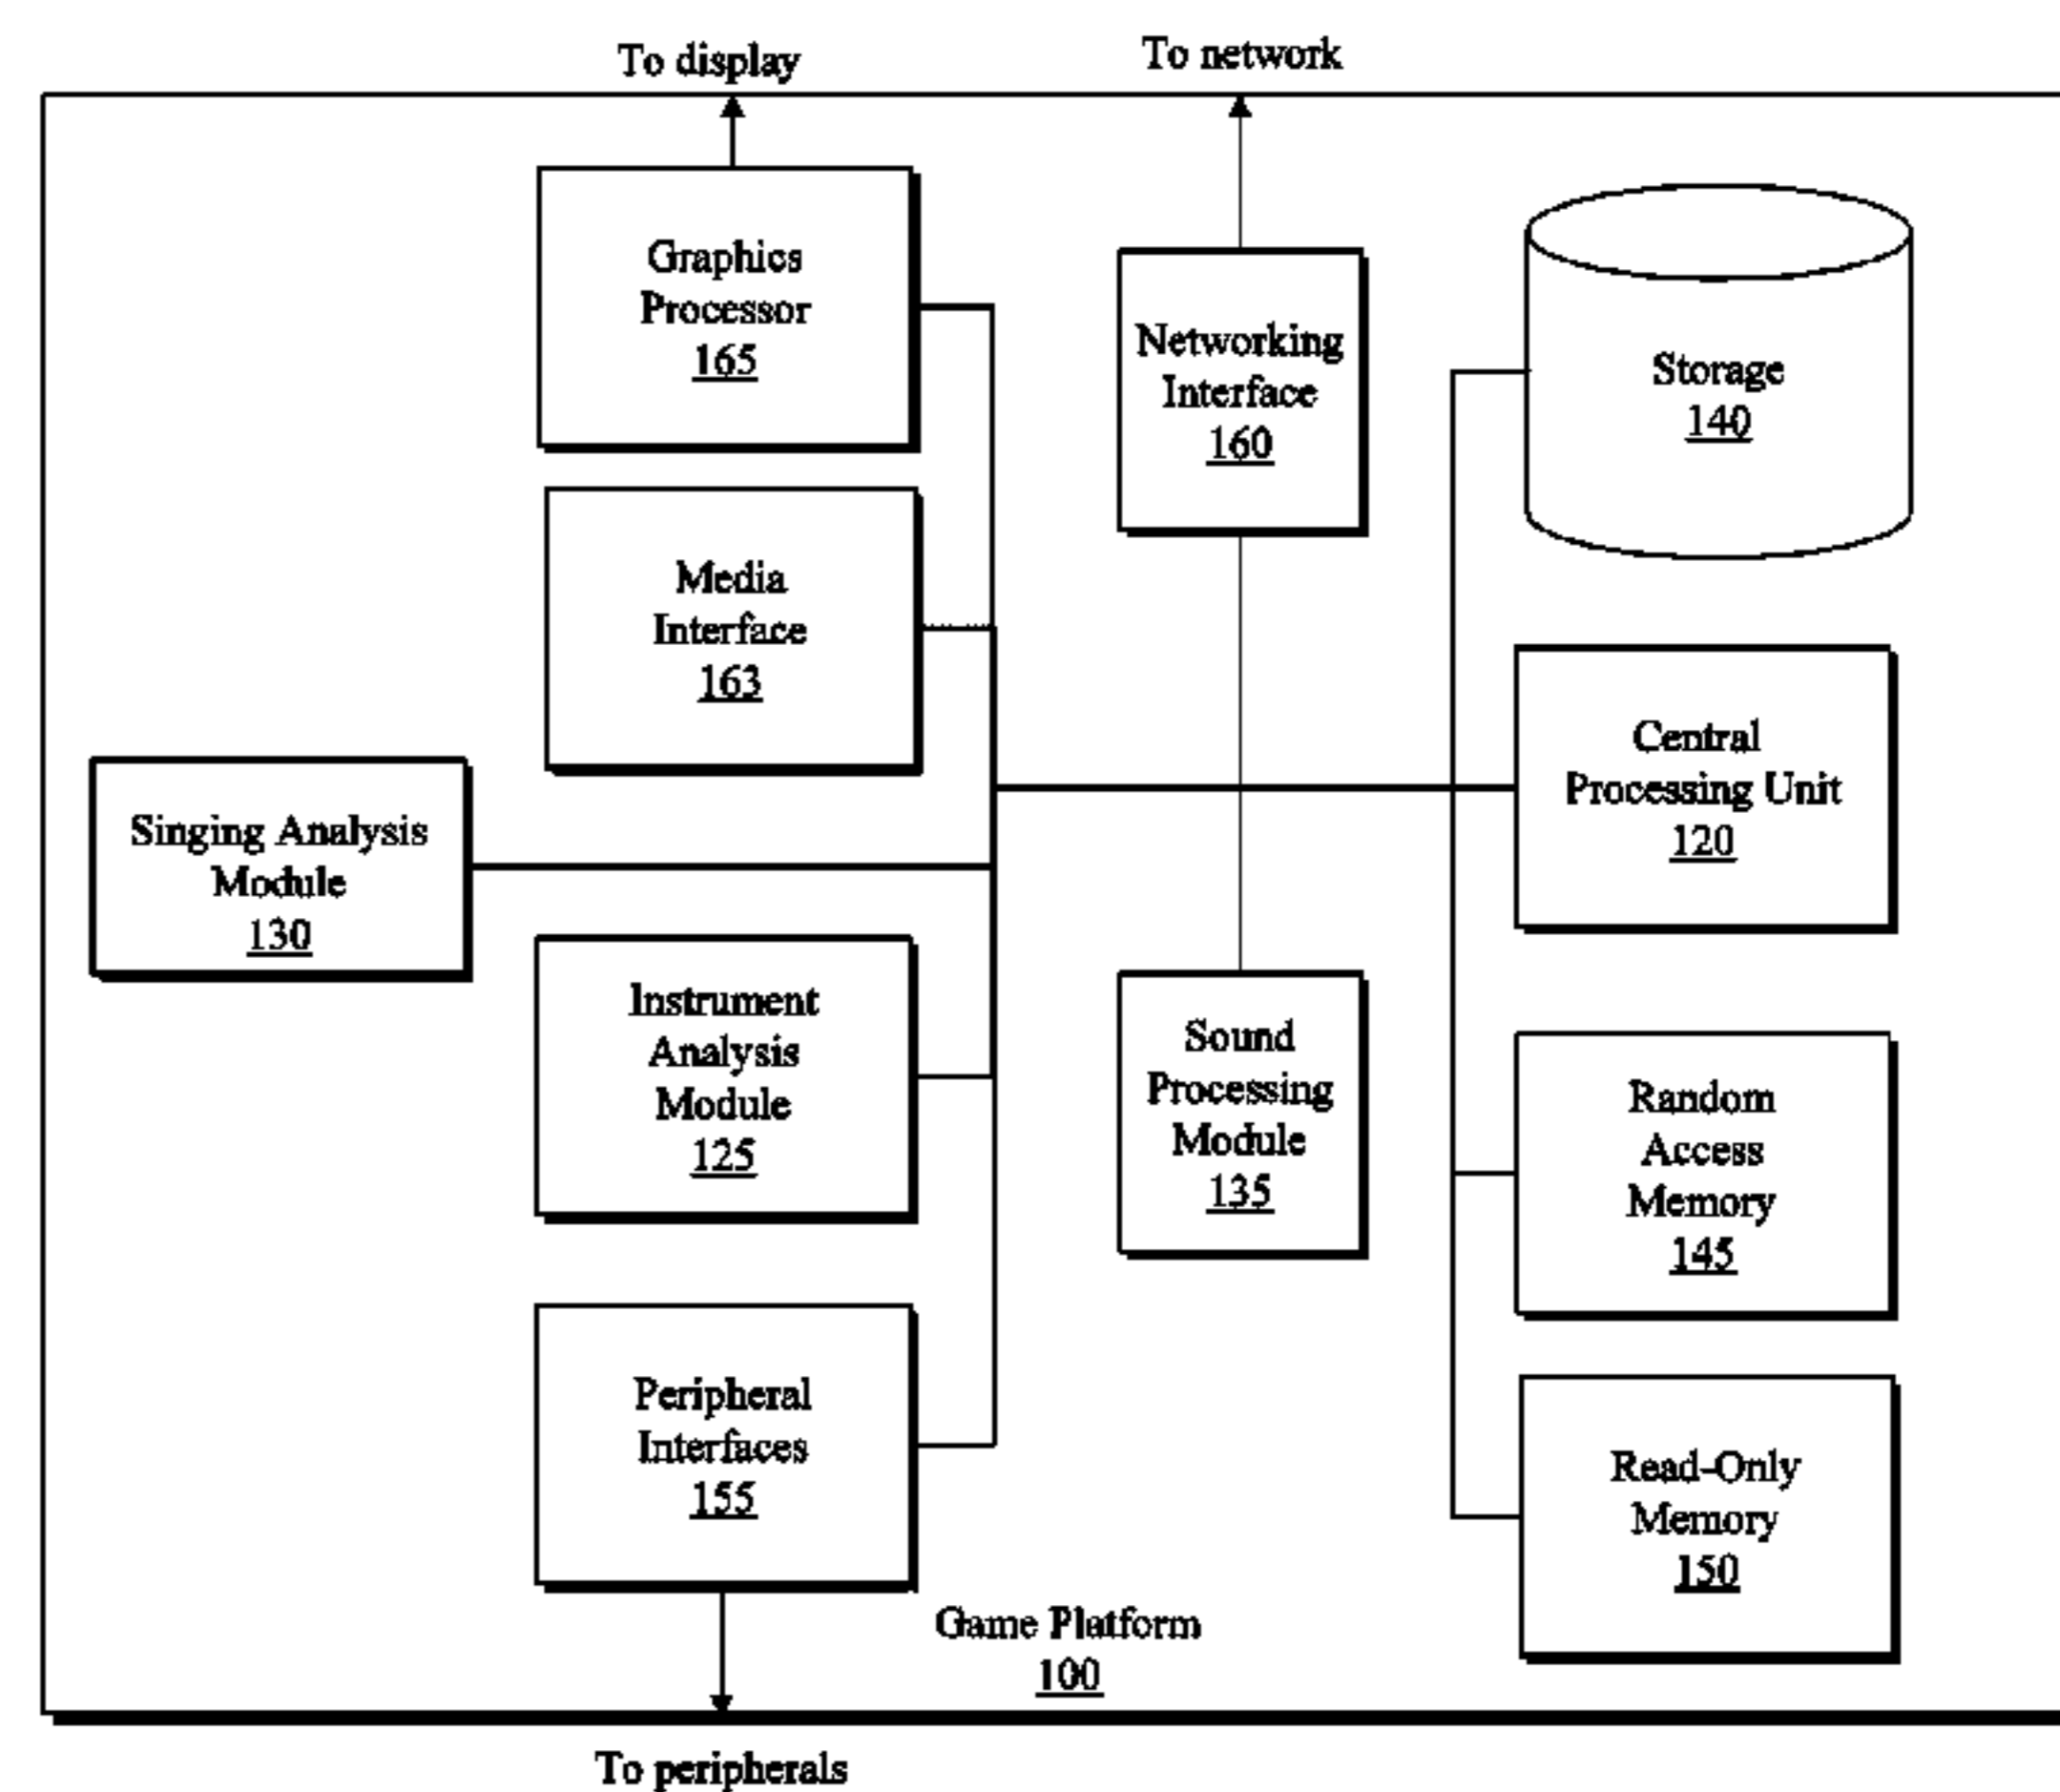 To display
To network
Graphics
Processor
165
Networking
Interface
160
Storage
140
Media
Interface
163
Central
Processing Unit
120
Singing Analysis
Module
130
Instrument
Analysis
Module
125
Sound
Processing
Module
135
Random
Access
Memory
145
Peripheral
Interfaces
155
Read-Only
Memory
150
Game Platform
100
To peripherals